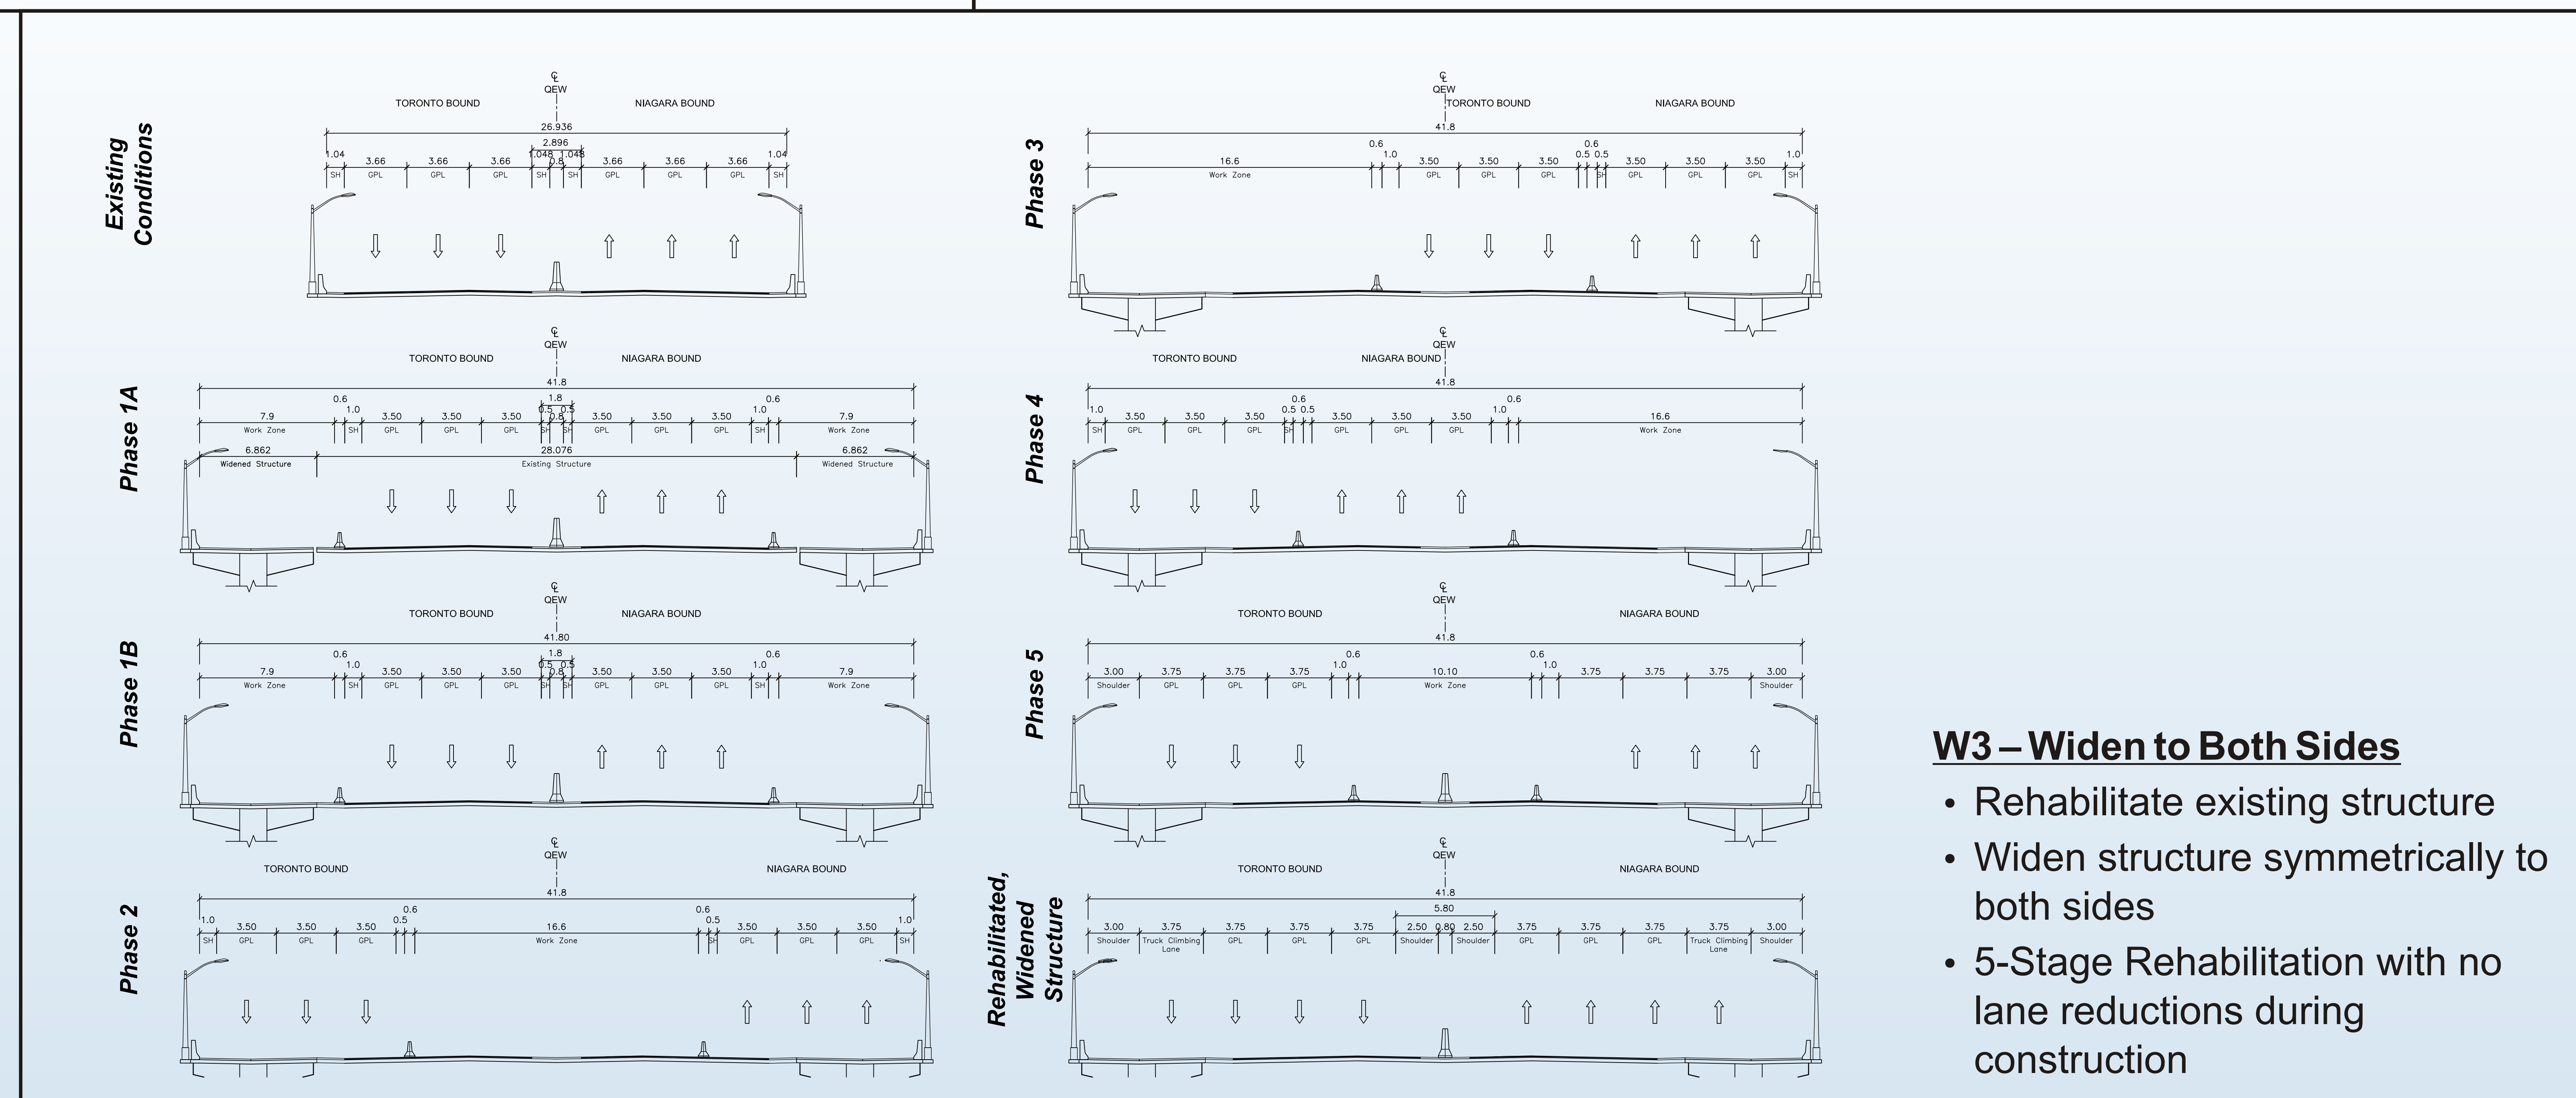 Existing
Conditions
℄
QEW
TORONTO BOUND NIAGARA BOUND
26.936
2.896
1.04 3.66 3.66 3.66 1.048 0.8 1.048 3.66 3.66 3.66 1.04
SH GPL GPL GPL SH SH GPL GPL GPL SH
Phase 1A
℄
QEW
TORONTO BOUND NIAGARA BOUND
41.8
0.6 1.8 0.6
7.9 1.0 3.50 3.50 3.50 0.5 0.8 0.5 3.50 3.50 3.50 1.0 7.9
Work Zone SH GPL GPL GPL SH SH GPL GPL GPL SH Work Zone
6.862 28.076 6.862
Widened Structure Existing Structure Widened Structure
Phase 1B
℄
QEW
TORONTO BOUND NIAGARA BOUND
41.80
0.6 1.8 0.6
7.9 1.0 3.50 3.50 3.50 0.5 0.8 0.5 3.50 3.50 3.50 1.0 7.9
Work Zone SH GPL GPL GPL SH SH GPL GPL GPL SH Work Zone
Phase 2
℄
QEW
TORONTO BOUND NIAGARA BOUND
41.8
0.6 0.6
1.0 3.50 3.50 3.50 0.5 16.6 0.5 3.50 3.50 3.50 1.0
SH GPL GPL GPL Work Zone SH GPL GPL GPL SH
Phase 3
℄
QEW
TORONTO BOUND NIAGARA BOUND
41.8
0.6 0.6
16.6 1.0 3.50 3.50 3.50 0.5 0.5 3.50 3.50 3.50 1.0
Work Zone GPL GPL GPL SH GPL GPL GPL SH
Phase 4
℄
QEW
TORONTO BOUND NIAGARA BOUND
41.8
0.6 0.6
1.0 3.50 3.50 3.50 0.5 0.5 3.50 3.50 3.50 1.0 16.6
SH GPL GPL GPL SH GPL GPL GPL Work Zone
Phase 5
℄
QEW
TORONTO BOUND NIAGARA BOUND
41.8
0.6 0.6
3.00 3.75 3.75 3.75 1.0 10.10 1.0 3.75 3.75 3.75 3.00
Shoulder GPL GPL GPL Work Zone Shoulder
Rehabilitated,
Widened
Structure
℄
QEW
TORONTO BOUND NIAGARA BOUND
41.8
5.80
3.00 3.75 3.75 3.75 3.75 2.50 0.80 2.50 3.75 3.75 3.75 3.75 3.00
Shoulder Truck Climbing GPL GPL GPL Shoulder Shoulder GPL GPL GPL Truck Climbing Shoulder
Lane Lane
W3 – Widen to Both Sides
• Rehabilitate existing structure
• Widen structure symmetrically to
both sides
• 5-Stage Rehabilitation with no
lane reductions during
construction